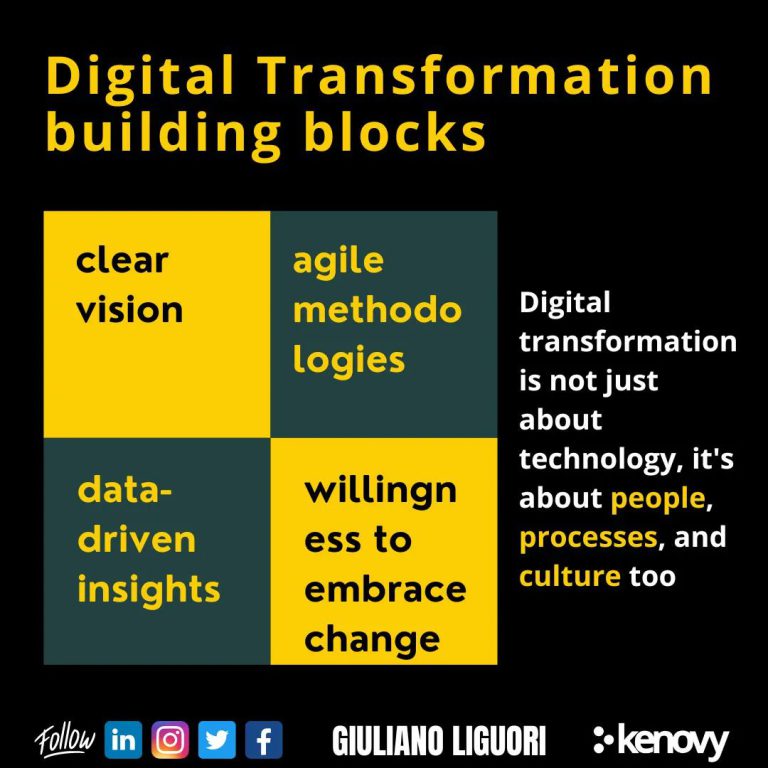 Digital Transformation
building blocks
clear
vision
agile
methodo
logies
data-
driven
insights
willingn
ess to
embrace
change
Digital
transformation
is not just
about
technology, it's
about people,
processes, and
culture too
Follow
in
f
GIULIANO LIGUORI
kenovy